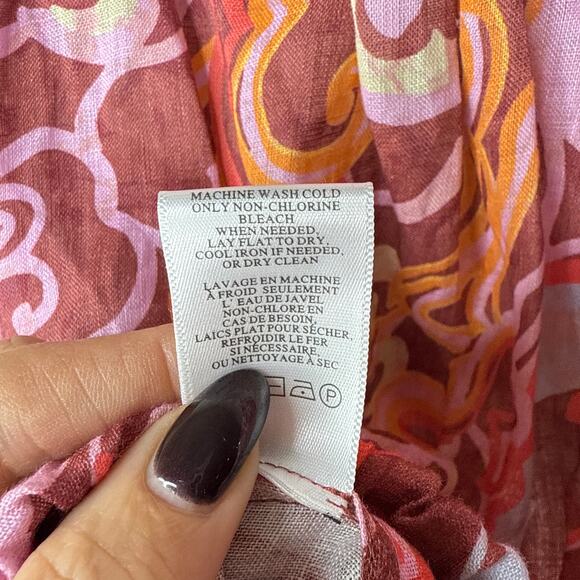 MACHINE WASH COLD
ONLY NON-CHLORINE
BLEACH
WHEN NEEDED,
LAY FLAT TO DRY,
COOL IRON IF NEEDED,
OR DRY CLEAN
LAVAGE EN MACHINE
À FROID SEULEMENT
L' EAU DE JAVEL
NON-CHLORE EN
CAS DE BESOIN,
LAICS PLAT POUR SÉCHER,
REFROIDIR LE FER
SI NÉCESSAIRE,
OU NETTOYAGE À SEC
P